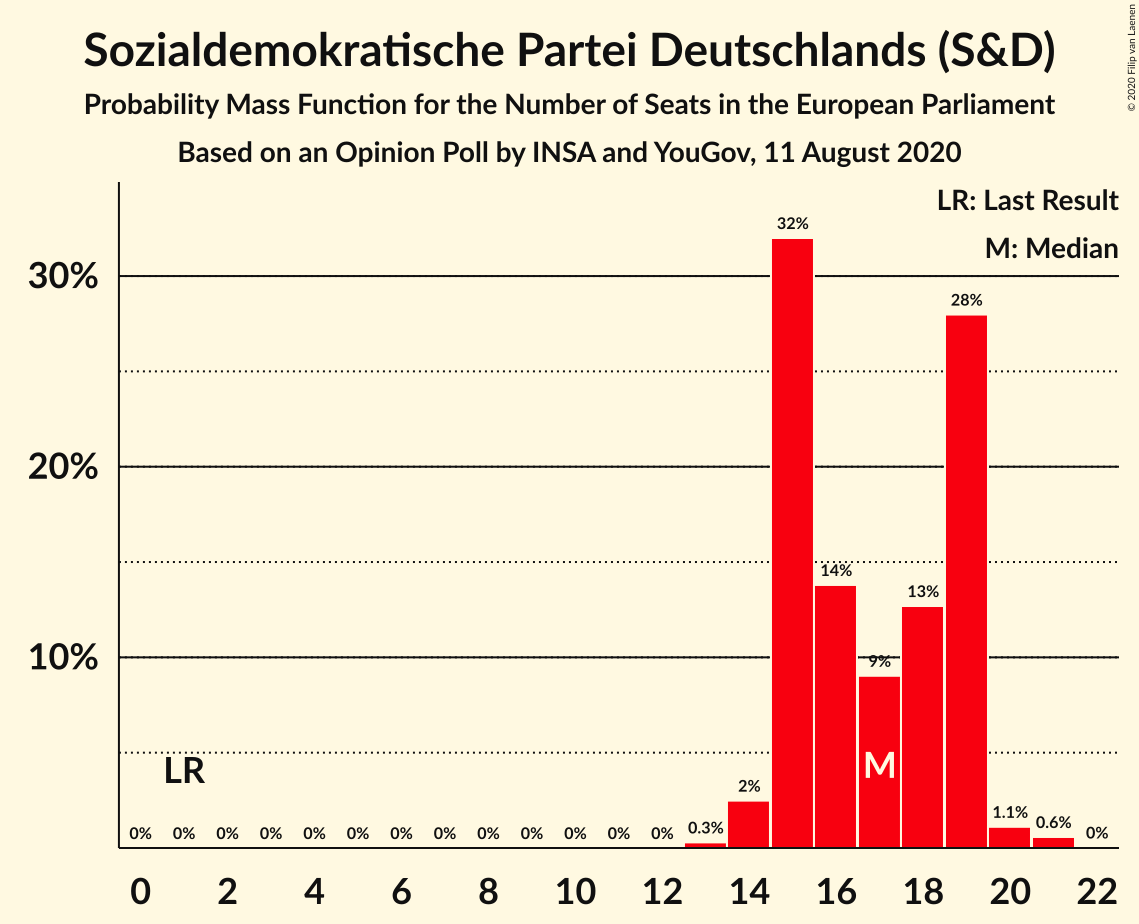 Sozialdemokratische Partei Deutschlands (S&D)
Probability Mass Function for the Number of Seats in the European Parliament
Based on an Opinion Poll by INSA and YouGov, 11 August 2020
© 2020 Filip van Laenen
LR: Last Result
M: Median
32%
30%
28%
20%
14%
13%
10%
9%
LR
M
2%
0% 0% 0% 0% 0% 0% 0% 0% 0% 0% 0% 0% 0% 0.3% 1.1% 0.6% 0%
0 2 4 6 8 10 12 14 16 18 20 22